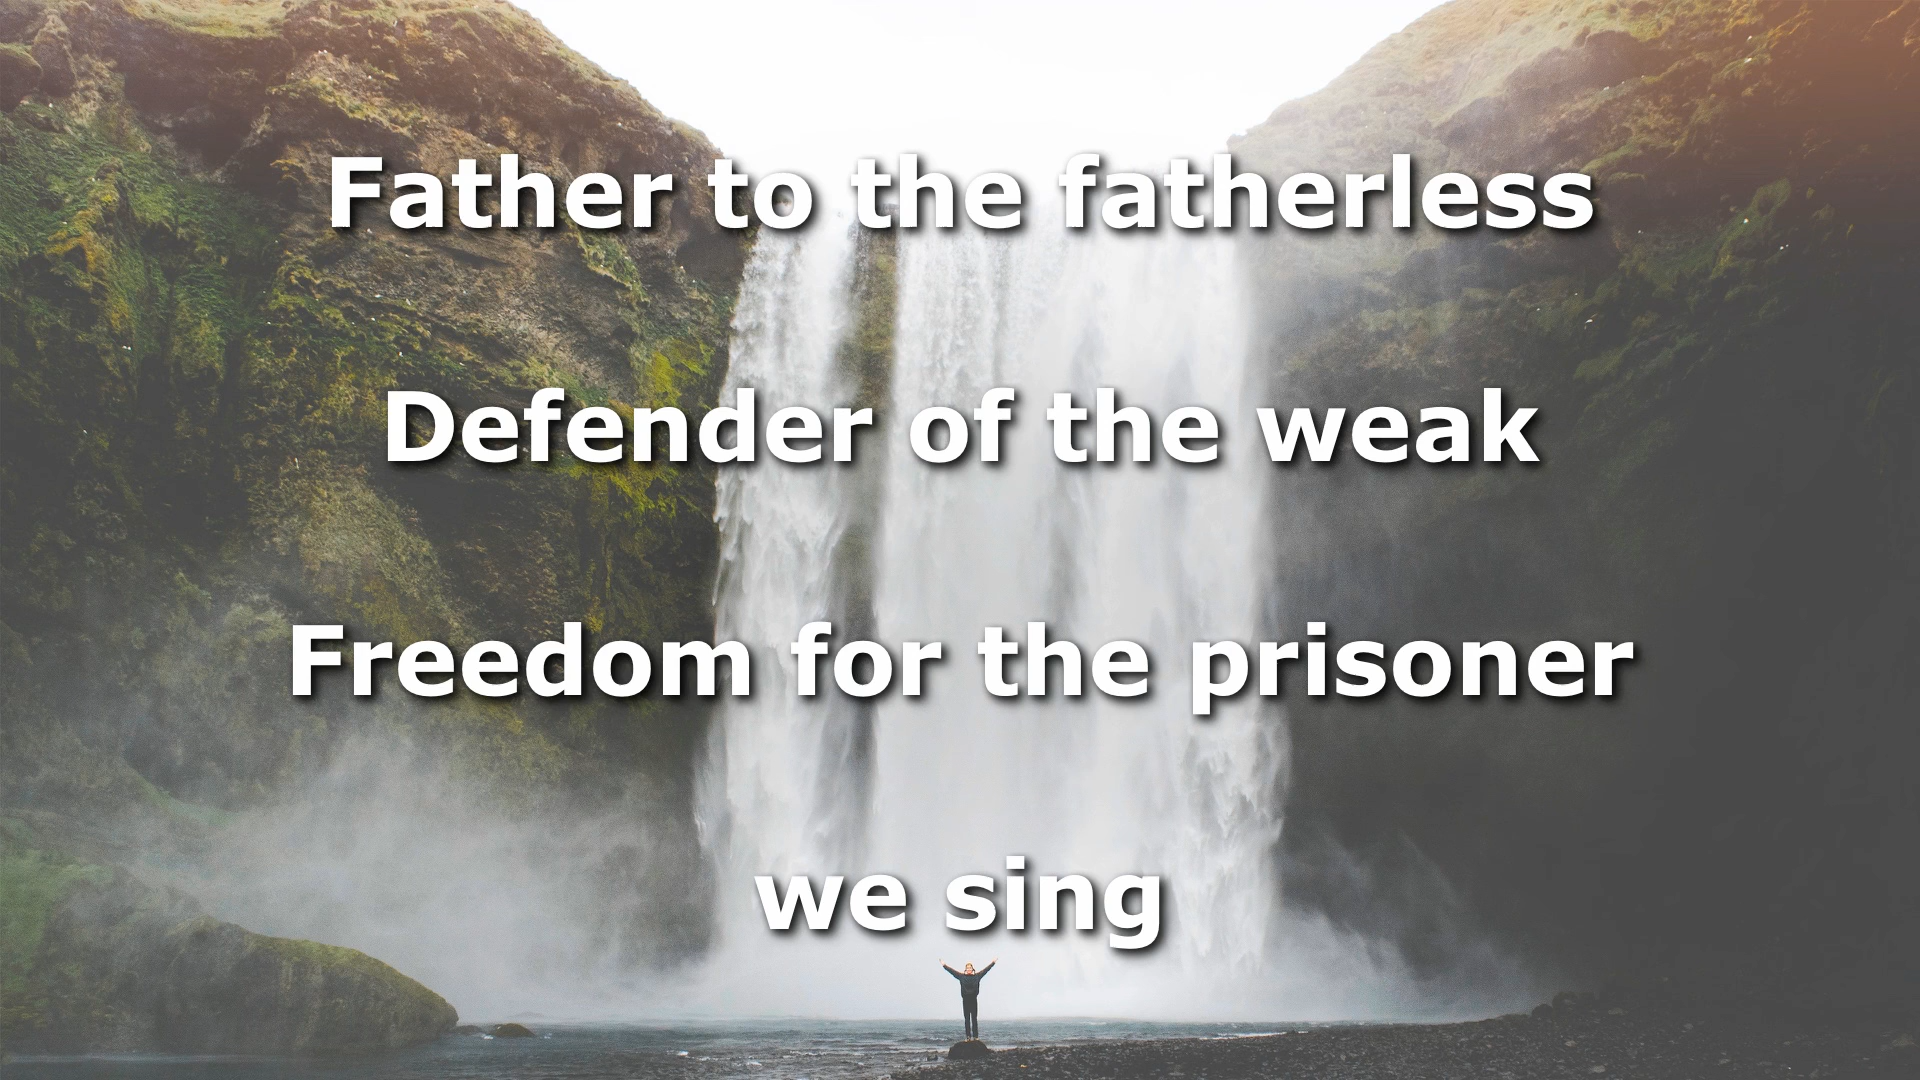 Father to the fatherless
Defender of the weak
Freedom for the prisoner
we sing